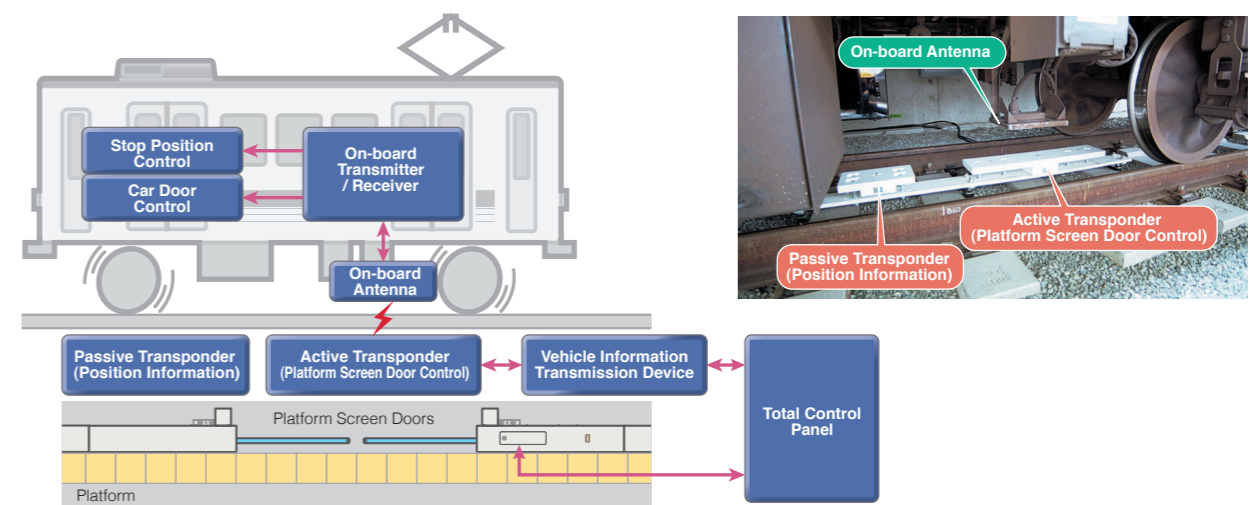 Stop Position
Control
Car Door
Control
On-board
Transmitter
/ Receiver
On-board
Antenna
Passive Transponder
(Position Information)
Active Transponder
(Platform Screen Door Control)
Vehicle Information
Transmission Device
Total Control
Panel
Platform Screen Doors
Platform
On-board Antenna
Active Transponder
(Platform Screen Door Control)
Passive Transponder
(Position Information)